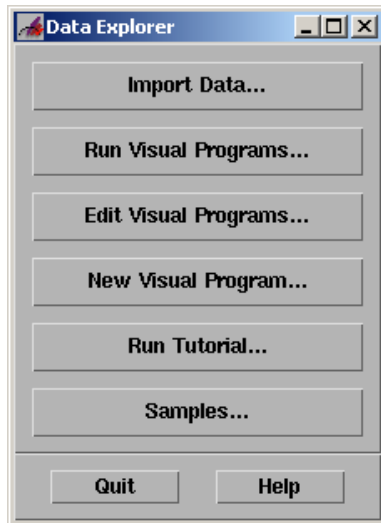 Data Explorer
Import Data...
Run Visual Programs...
Edit Visual Programs...
New Visual Program...
Run Tutorial...
Samples...
Quit Help